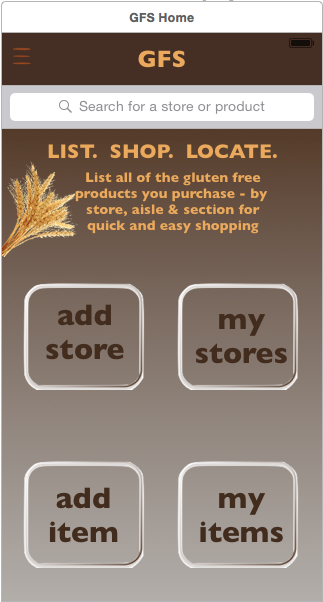 GFS Home
GFS
Search for a store or product
LIST. SHOP. LOCATE.
List all of the gluten free
products you purchase - by
store, aisle & section for
quick and easy shopping
add
store
my
stores
add
item
my
items